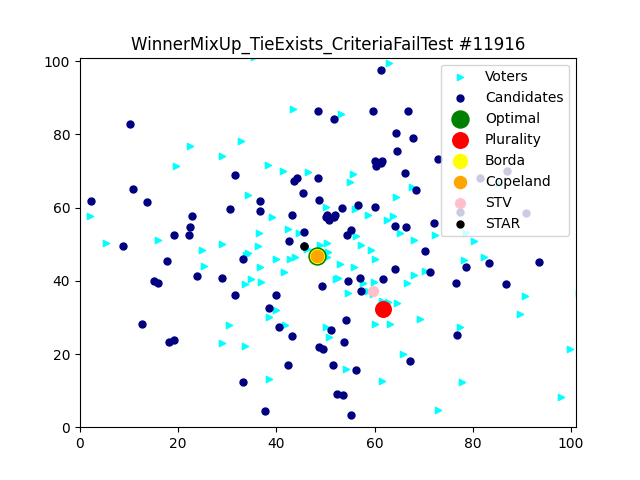 WinnerMixUp_TieExists_CriteriaFailTest #11916
100
80
60
40
20
0
0 20 40 60 80 100
Voters
Candidates
Optimal
Plurality
Borda
Copeland
STV
STAR